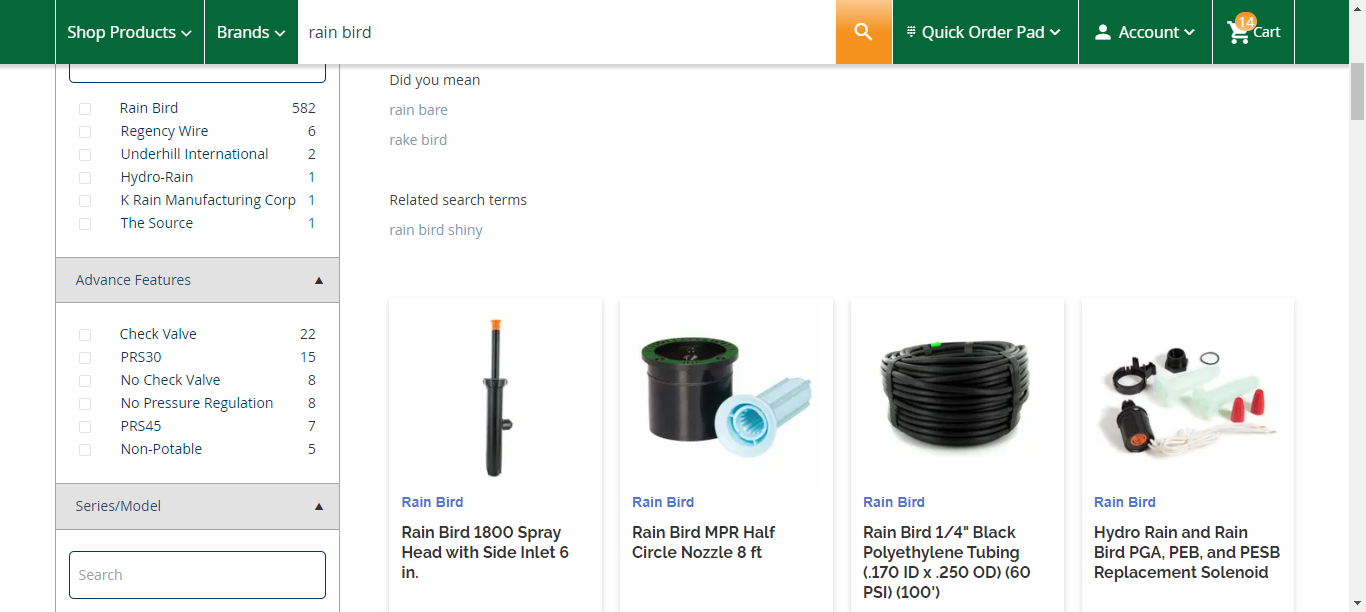 Shop Products
Brands
rain bird
Quick Order Pad
Account
14
Cart
Rain Bird 582
Regency Wire 6
Underhill International 2
Hydro-Rain 1
K Rain Manufacturing Corp 1
The Source 1
Advance Features
Check Valve 22
PRS30 15
No Check Valve 8
No Pressure Regulation 8
PRS45 7
Non-Potable 5
Series/Model
Search
Did you mean
rain bare
rake bird
Related search terms
rain bird shiny
Rain Bird
Rain Bird 1800 Spray
Head with Side Inlet 6
in.
Rain Bird
Rain Bird MPR Half
Circle Nozzle 8 ft
Rain Bird
Rain Bird 1/4" Black
Polyethylene Tubing
(.170 ID x .250 OD) (60
PSI) (100')
Rain Bird
Hydro Rain and Rain
Bird PGA, PEB, and PESB
Replacement Solenoid